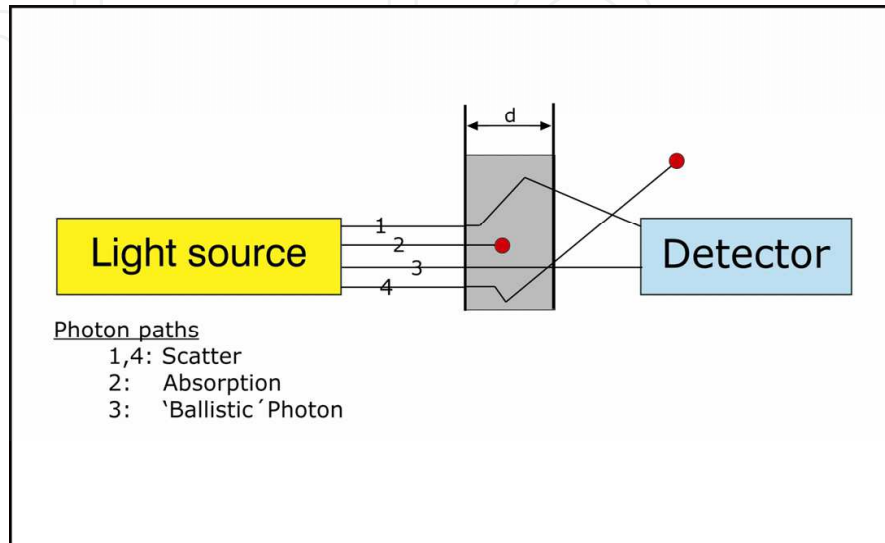 d
1
2
3
4
Light source
Detector
Photon paths
1,4: Scatter
2: Absorption
3: ‘Ballistic´ Photon